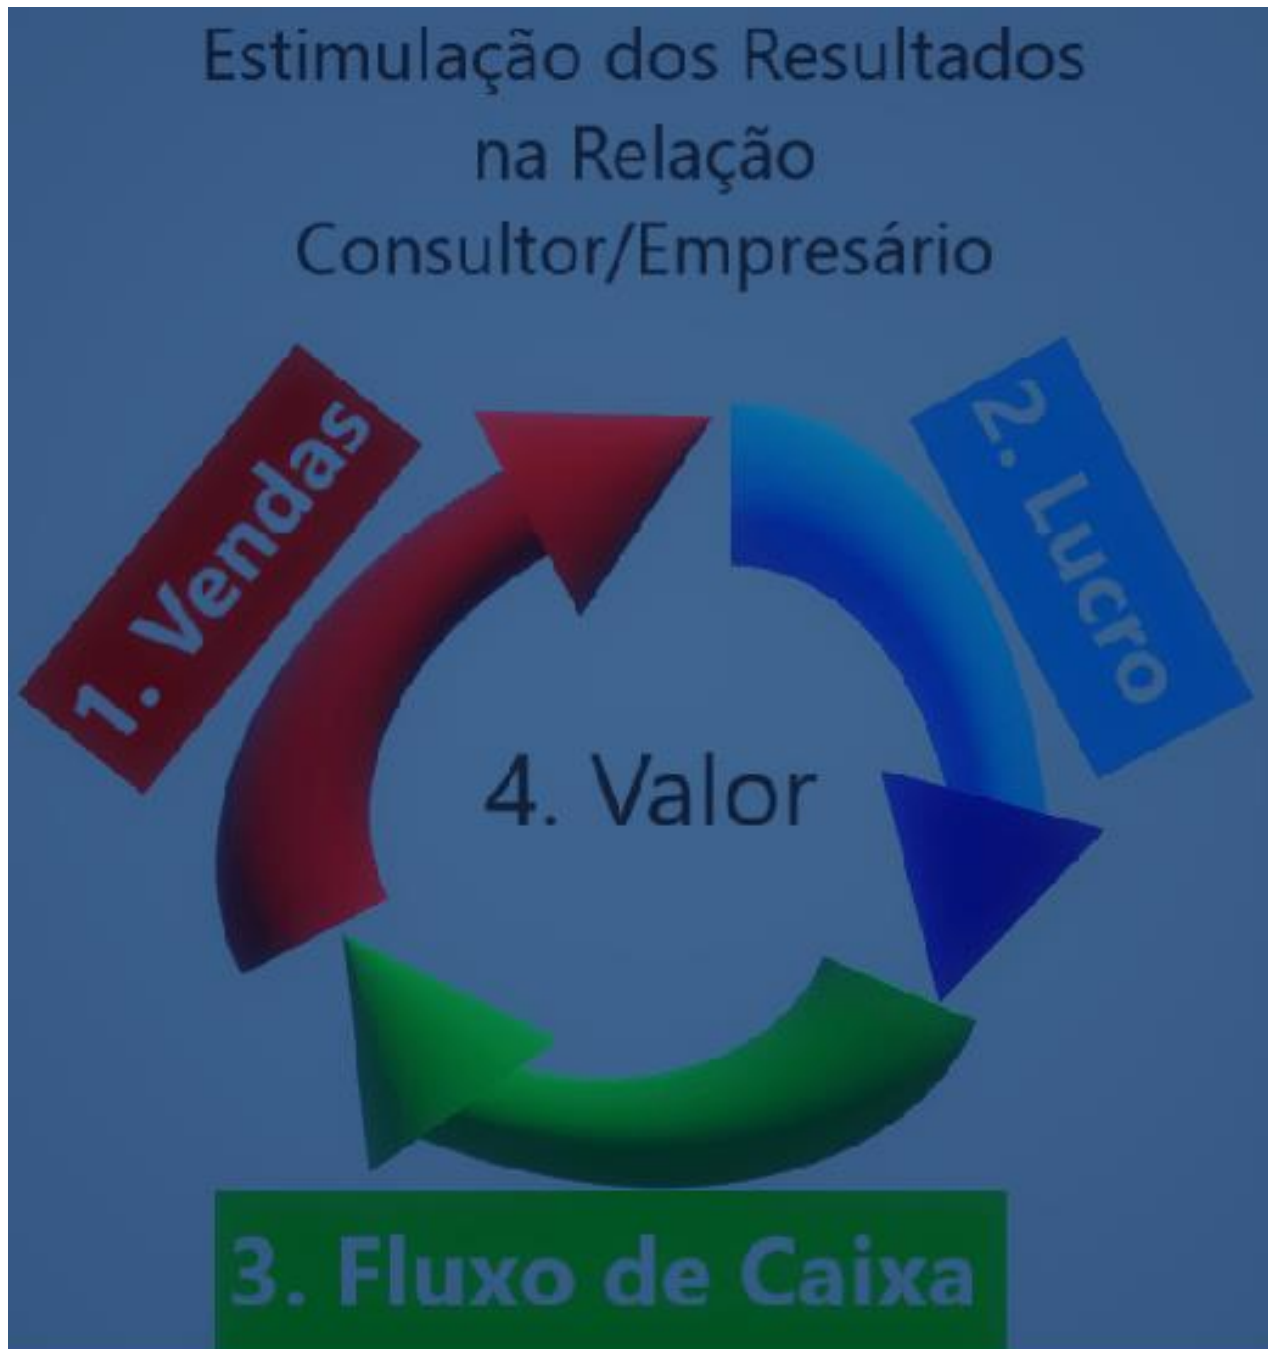 Estimulação dos Resultados
na Relação
Consultor/Empresário
1. Vendas
2. Lucro
4. Valor
3. Fluxo de Caixa